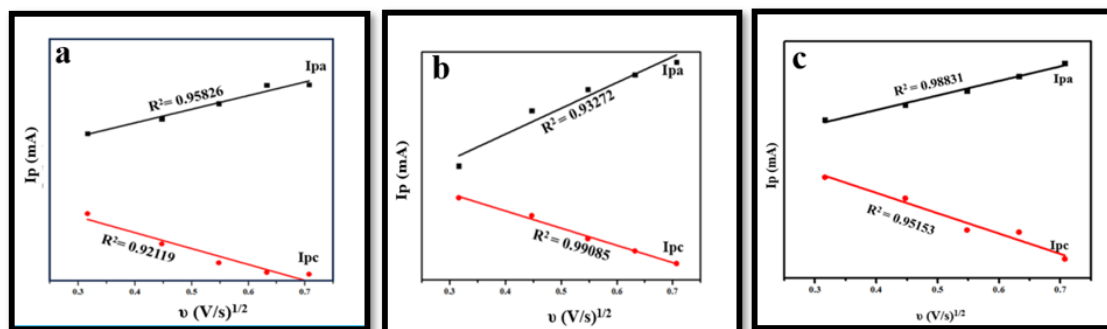 a
Ipa
R²= 0.95826
Ip (mA)
R²= 0.92119
Ipc
0.3 0.4 0.5 0.6 0.7
υ (V/s)¹/²
b
Ipa
R²= 0.93272
Ip (mA)
R²= 0.99085
Ipc
0.3 0.4 0.5 0.6 0.7
υ (V/s)¹/²
c
R²= 0.98831
Ipa
Ip (mA)
R²= 0.95153
Ipc
0.3 0.4 0.5 0.6 0.7
υ (V/s)¹/²